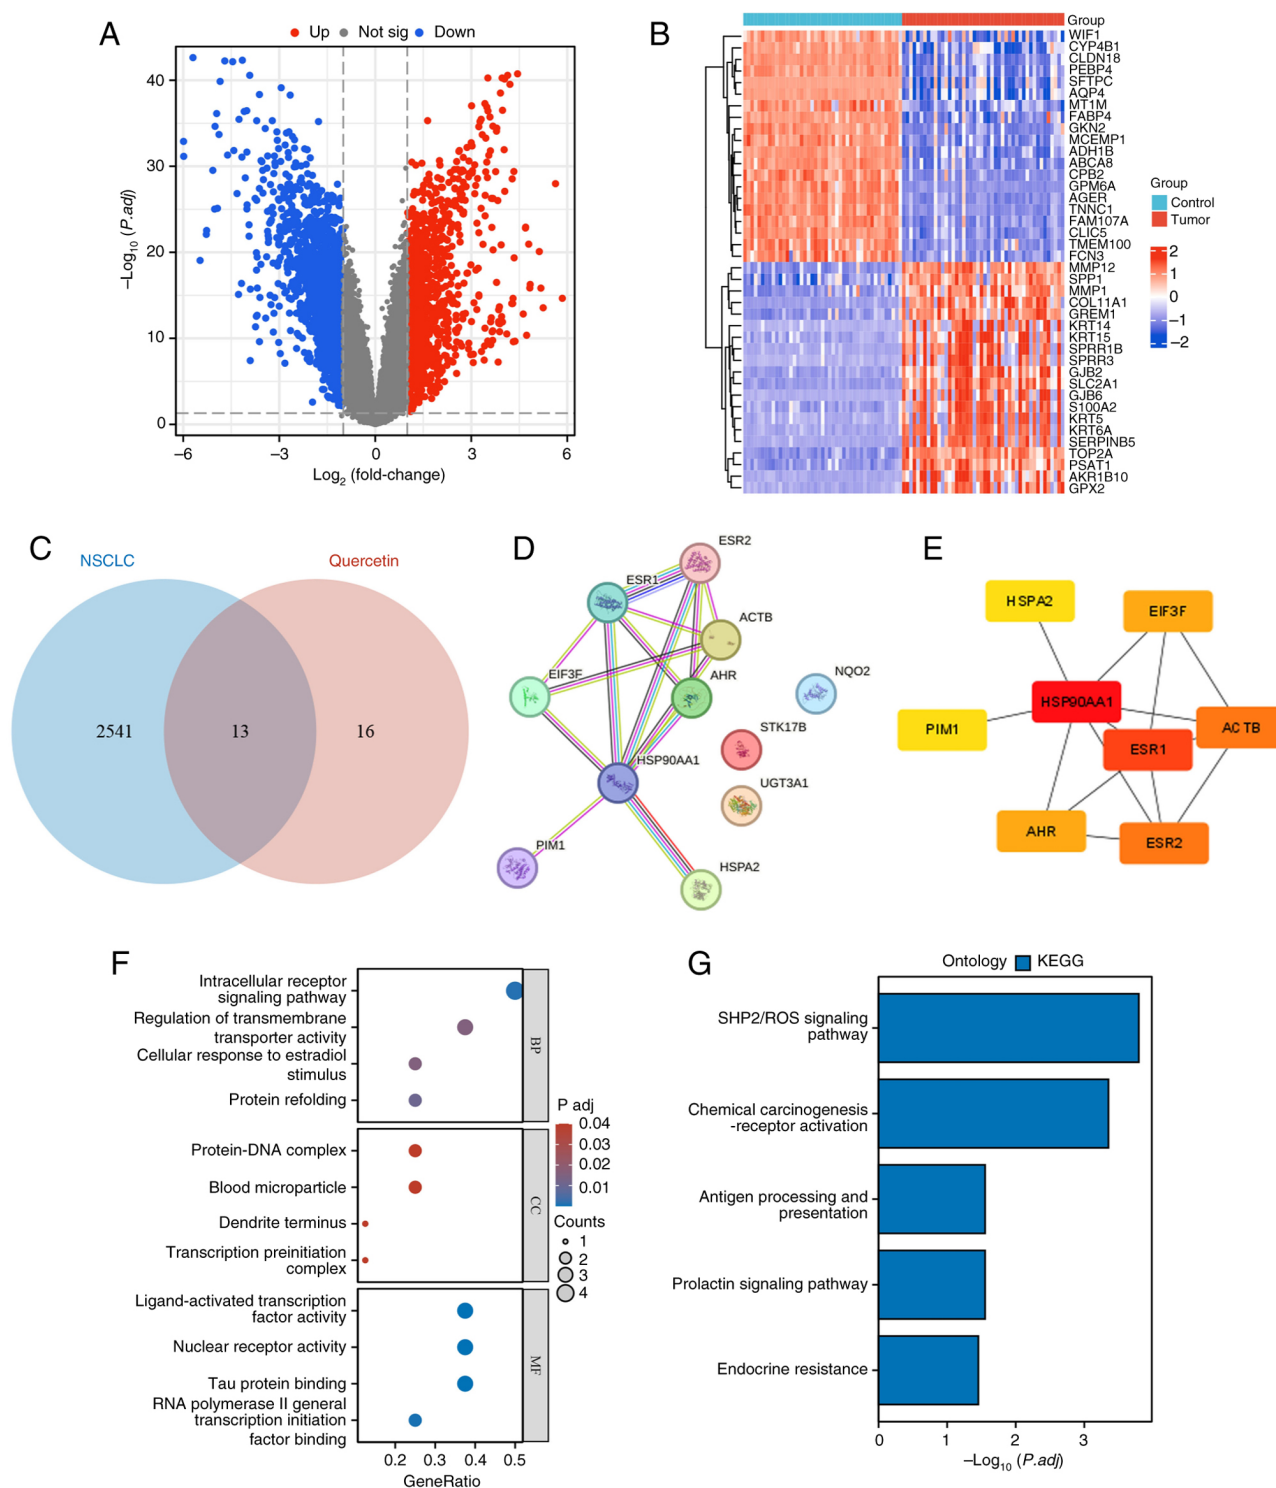 A
Up Not sig Down
40
30
20
10
0
–Log10 (P.adj)
–6 –3 0 3 6
Log2 (fold-change)
B
Group
WIF1
CYP4B1
CLDN18
PEBP4
SFTPC
AQP4
MT1M
FABP4
GKN2
MCEMP1
ADH1B
ABCA8
CPB2
GPM6A
AGER
TNNC1
FAM107A
CLIC5
TMEM100
FCN3
MMP12
SPP1
MMP1
COL11A1
GREM1
KRT14
KRT15
SPRR1B
SPRR3
GJB2
SLC2A1
GJB6
S100A2
KRT5
KRT6A
SERPINB5
TOP2A
PSAT1
AKR1B10
GPX2
Group
Control
Tumor
2
1
0
–1
–2
C
NSCLC
Quercetin
2541
13
16
D
ESR2
ESR1
ACTB
EIF3F
AHR
NQO2
STK17B
HSP90AA1
UGT3A1
PIM1
HSPA2
E
HSPA2
EIF3F
HSP90AA1
PIM1
ACTB
ESR1
AHR
ESR2
F
Intracellular receptor
signaling pathway
Regulation of transmembrane
transporter activity
Cellular response to estradiol
stimulus
Protein refolding
BP
Protein-DNA complex
Blood microparticle
Dendrite terminus
Transcription preinitiation
complex
CC
Ligand-activated transcription
factor activity
Nuclear receptor activity
Tau protein binding
RNA polymerase II general
transcription initiation
factor binding
MF
0.2 0.3 0.4 0.5
GeneRatio
P adj
0.04
0.03
0.02
0.01
Counts
1
2
3
4
G
Ontology KEGG
SHP2/ROS signaling
pathway
Chemical carcinogenesis
-receptor activation
Antigen processing and
presentation
Prolactin signaling pathway
Endocrine resistance
0 1 2 3
–Log10 (P.adj)